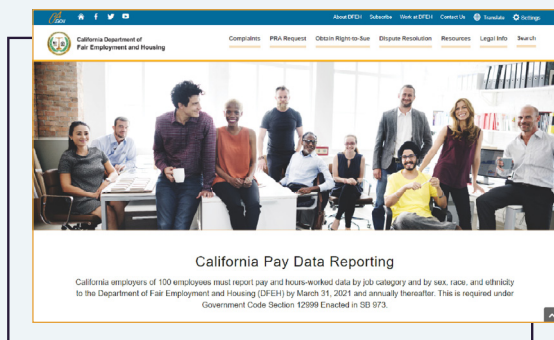 About DFEH Subscribe Work at DFEH Contact Us Translate Settings
California Department of
Fair Employment and Housing
Complaints PRA Request Obtain Right-to-Sue Dispute Resolution Resources Legal Info Search
California Pay Data Reporting
California employers of 100 employees must report pay and hours-worked data by job category and by sex, race, and ethnicity
to the Department of Fair Employment and Housing (DFEH) by March 31, 2021 and annually thereafter. This is required under
Government Code Section 12999 Enacted in SB 973.